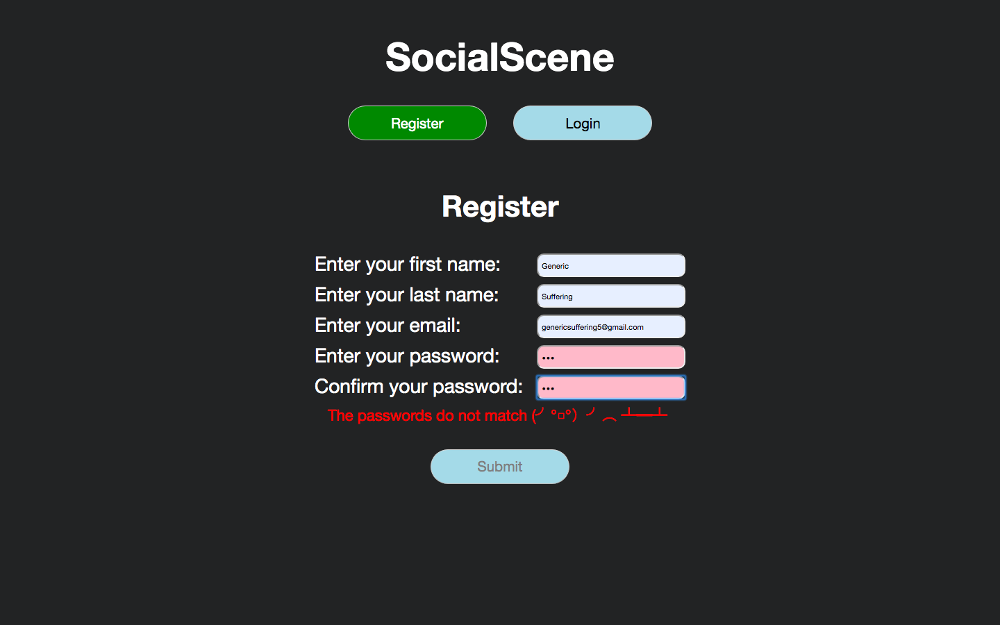 SocialScene
Register Login
Register
Enter your first name: Generic
Enter your last name: Suffering
Enter your email: genericsuffering5@gmail.com
Enter your password: •••
Confirm your password: •••
The passwords do not match (╯°□°）╯︵ ┻━┻
Submit